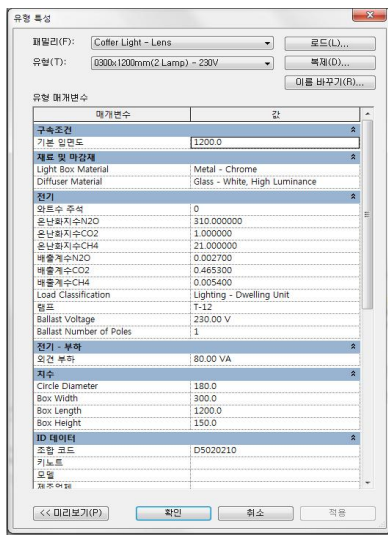 유형 특성
패밀리(F): Coffer Light - Lens 로드(L)...
유형(T): 0300x1200mm(2 Lamp) - 230V 복제(D)...
이름 바꾸기(R)...
유형 매개변수
매개변수 값
구속조건
기본 입면도 1200.0
재료 및 마감재
Light Box Material Metal - Chrome
Diffuser Material Glass - White, High Luminance
전기
와트수 주석 0
온난화지수N2O 310.000000
온난화지수CO2 1.000000
온난화지수CH4 21.000000
배출계수N2O 0.002700
배출계수CO2 0.465300
배출계수CH4 0.005400
Load Classification Lighting - Dwelling Unit
램프 T-12
Ballast Voltage 230.00 V
Ballast Number of Poles 1
전기 - 부하
외견 부하 80.00 VA
치수
Circle Diameter 180.0
Box Width 300.0
Box Length 1200.0
Box Height 150.0
ID 데이터
조합 코드 D5020210
키노트
모델
제조업체
<< 미리보기(P) 확인 취소 적용